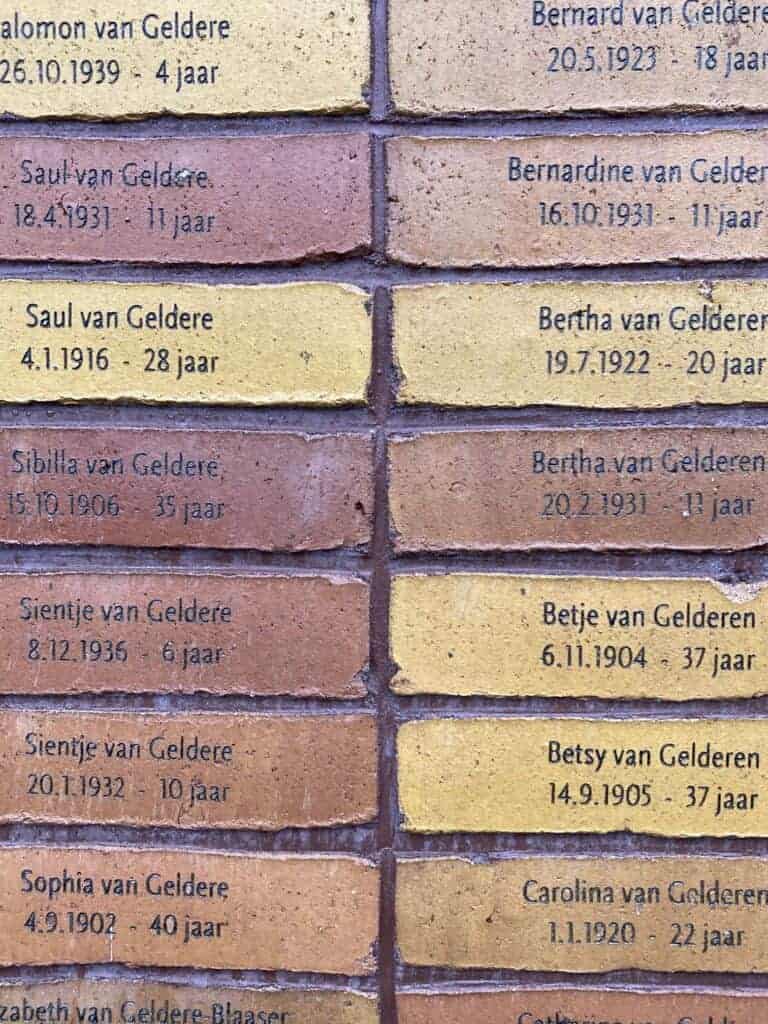 Salomon van Geldere
26.10.1939 - 4 jaar
Saul van Geldere
18.4.1931 - 11 jaar
Saul van Geldere
4.1.1916 - 28 jaar
Sibilla van Geldere
15.10.1906 - 35 jaar
Sientje van Geldere
8.12.1936 - 6 jaar
Sientje van Geldere
20.1.1932 - 10 jaar
Sophia van Geldere
4.9.1902 - 40 jaar
zabeth van Geldere-Blaaser
Bernard van Geldere
20.5.1923 - 18 jaar
Bernardine van Gelder
16.10.1931 - 11 jaar
Bertha van Gelderen
19.7.1922 - 20 jaar
Bertha van Gelderen
20.2.1931 - 11 jaar
Betje van Gelderen
6.11.1904 - 37 jaar
Betsy van Gelderen
14.9.1905 - 37 jaar
Carolina van Gelderen
1.1.1920 - 22 jaar